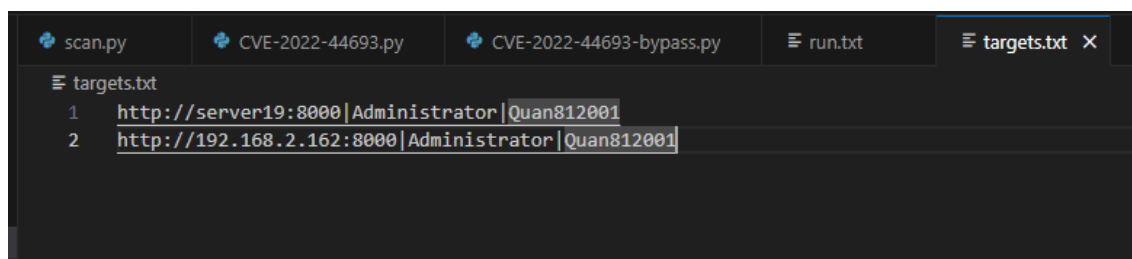 scan.py CVE-2022-44693.py CVE-2022-44693-bypass.py run.txt targets.txt
targets.txt
1 http://server19:8000|Administrator|Quan812001
2 http://192.168.2.162:8000|Administrator|Quan812001